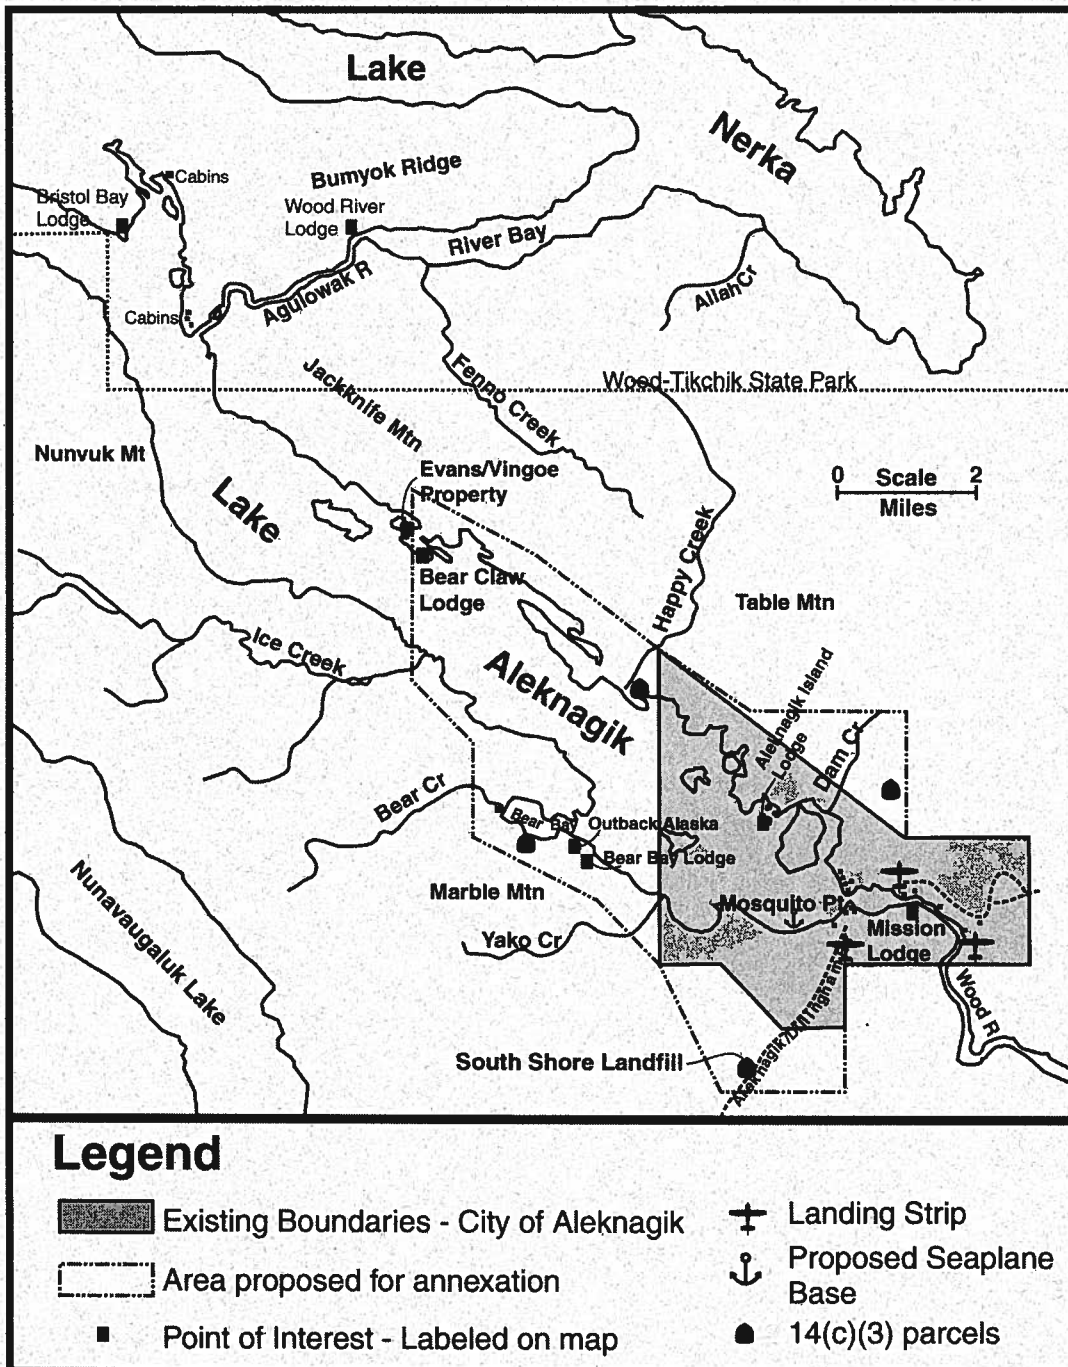 Lake
Nerka
Bumyok Ridge
Cabins
Bristol Bay
Lodge
Wood River
Lodge
River Bay
Agulowak R
Allah Cr
Cabins
Jackknife Mtn
Fenno Creek
Wood-Tikchik State Park
Nunvuk Mt
Evans/Vingoe
Property
0 Scale 2
Miles
Lake
Happy Creek
Bear Claw
Lodge
Table Mtn
Ice Creek
Aleknagik
Aleknagik Island
Lodge
Dam Cr
Bear Cr
Bear Bay
Outback Alaska
Bear Bay Lodge
Marble Mtn
Mosquito Pt
Mission
Lodge
Nunavaugaluk Lake
Yako Cr
Wood R
South Shore Landfill
Aleknagik/Dillingham
Legend
Existing Boundaries - City of Aleknagik
Area proposed for annexation
Point of Interest - Labeled on map
Landing Strip
Proposed Seaplane
Base
14(c)(3) parcels